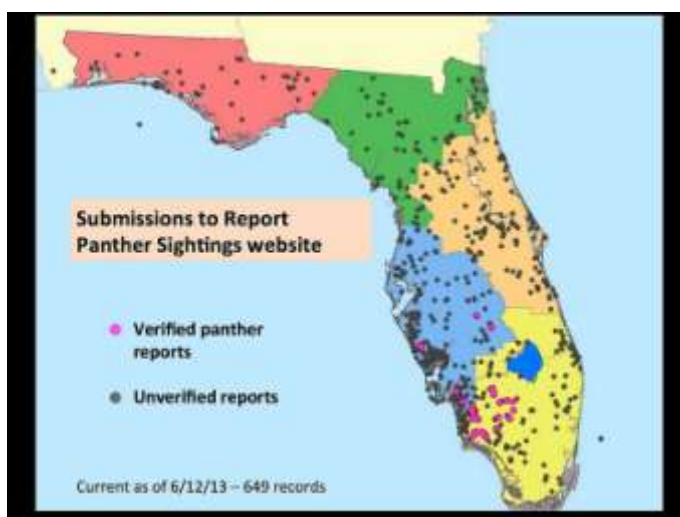 Submissions to Report
Panther Sightings website
Verified panther
reports
Unverified reports
Current as of 6/12/13 – 649 records